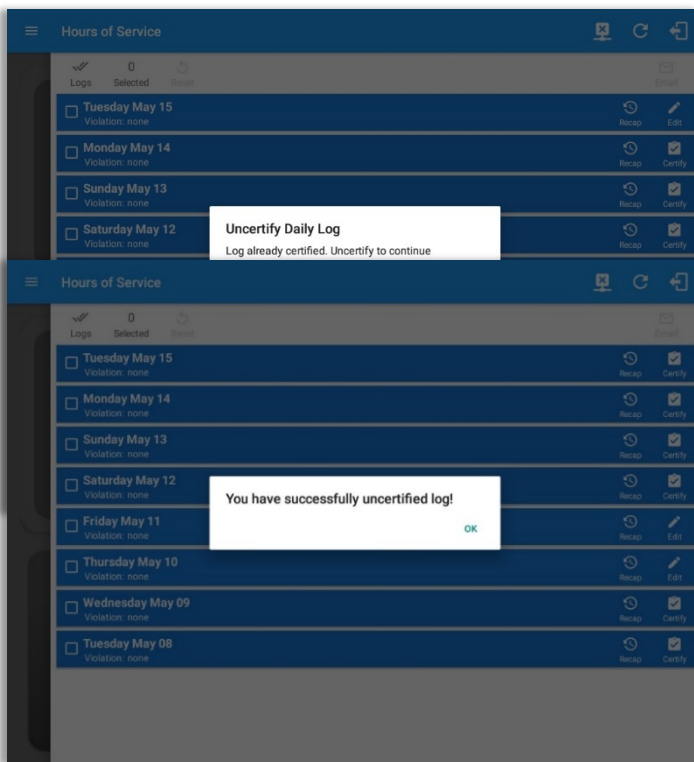 Hours of Service
Logs 0 Selected Reset Email
Tuesday May 15
Violation: none Recap Edit
Monday May 14
Violation: none Recap Certify
Sunday May 13
Violation: none Recap Certify
Saturday May 12
Violation: none Recap Certify
Uncertify Daily Log
Log already certified. Uncertify to continue
Hours of Service
Logs 0 Selected Reset Email
Tuesday May 15
Violation: none Recap Certify
Monday May 14
Violation: none Recap Certify
Sunday May 13
Violation: none Recap Certify
Saturday May 12
Violation: none Recap Certify
You have successfully uncertified log!
OK
Friday May 11
Violation: none Recap Edit
Thursday May 10
Violation: none Recap Edit
Wednesday May 09
Violation: none Recap Certify
Tuesday May 08
Violation: none Recap Certify